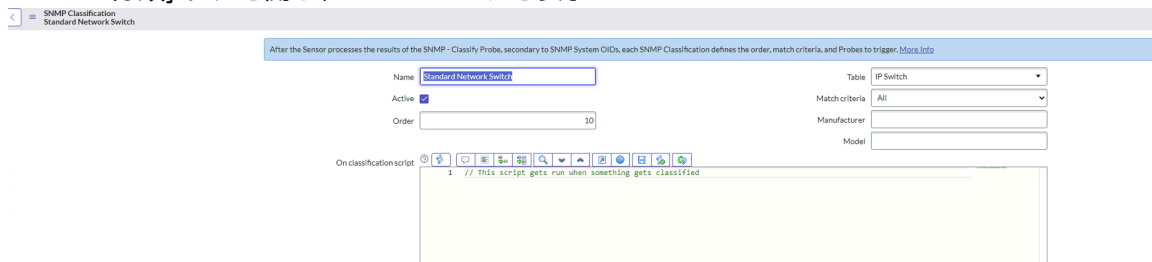 SNMP Classification
Standard Network Switch
After the Sensor processes the results of the SNMP - Classify Probe, secondary to SNMP System OIDs, each SNMP Classification defines the order, match criteria, and Probes to trigger. More Info
Name Standard Network Switch
Table IP Switch
Active
Match criteria All
Order 10
Manufacturer
Model
On classification script
1 // This script gets run when something gets classified